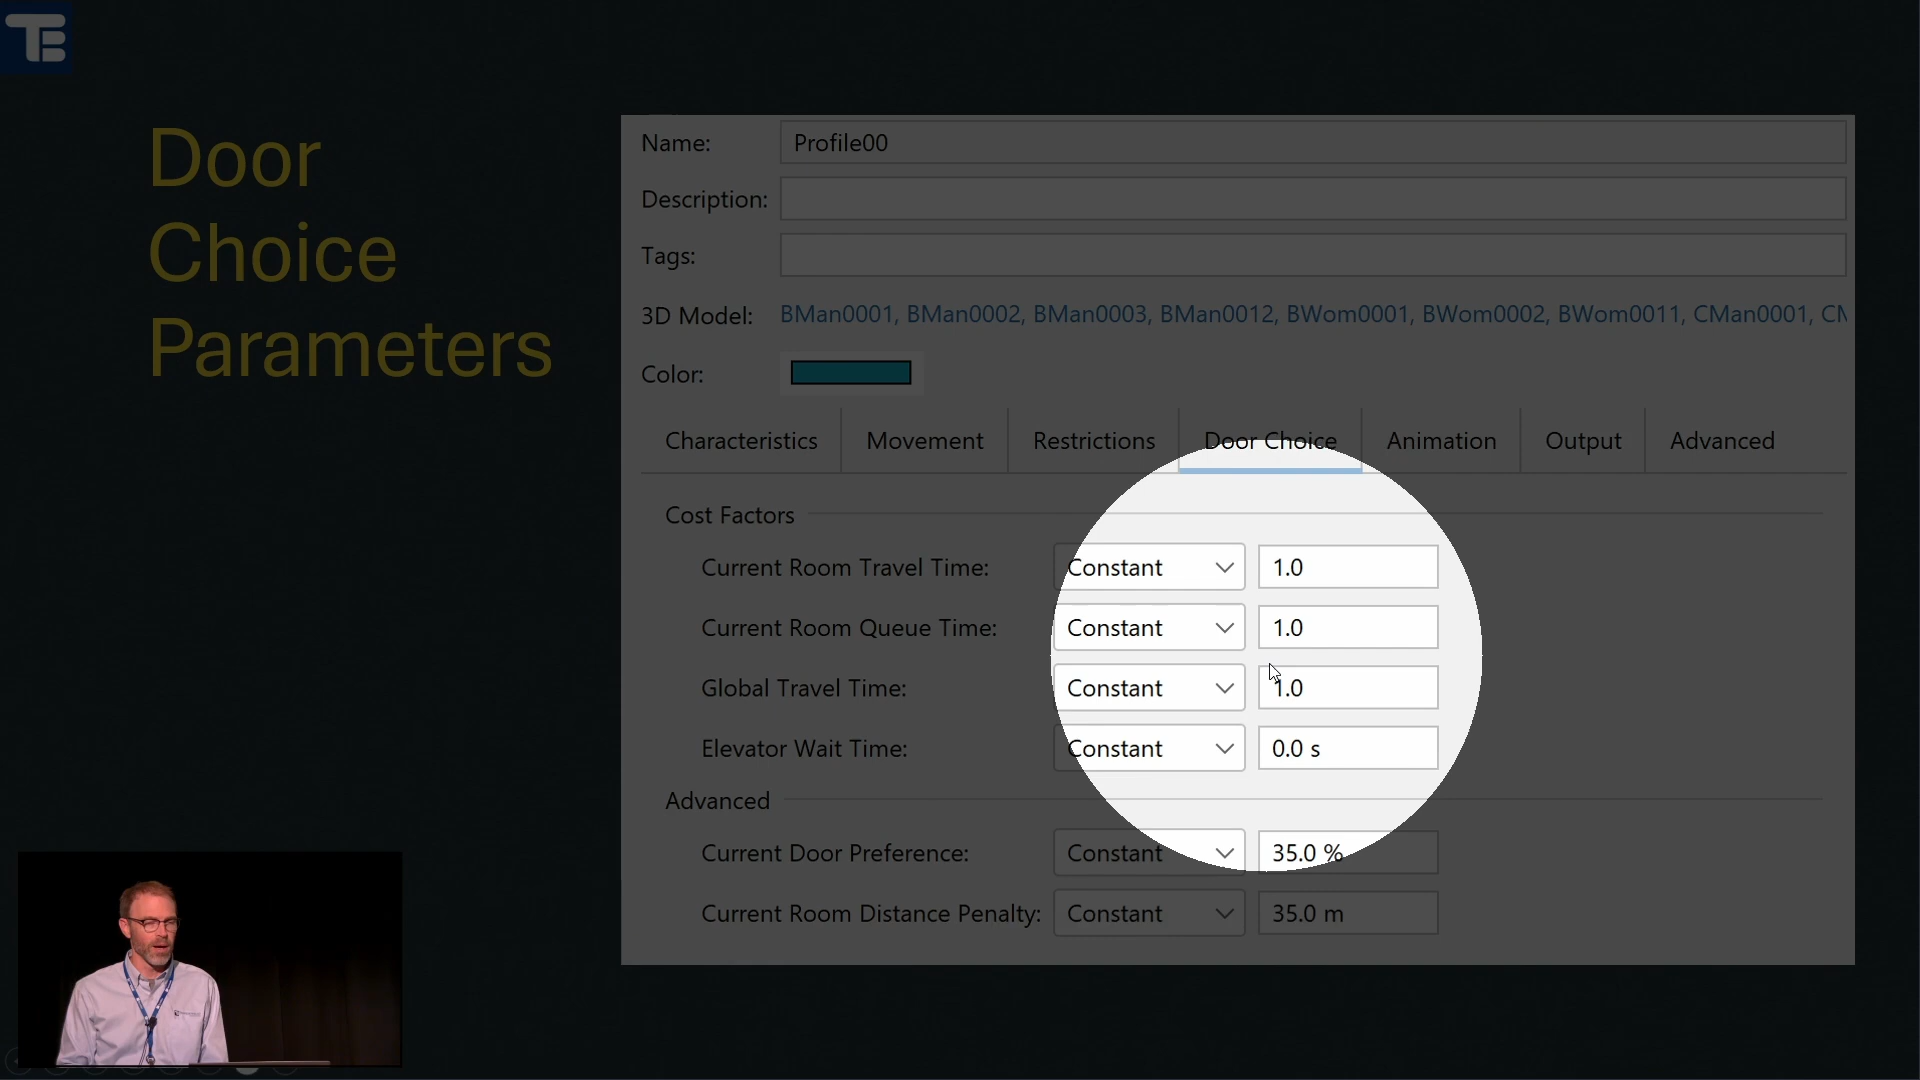 TB
Door
Choice
Parameters
Name: Profile00
Description:
Tags:
3D Model: BMan0001, BMan0002, BMan0003, BMan0012, BWom0001, BWom0002, BWom0011, CMan0001, CM
Color:
Characteristics Movement Restrictions Door Choice Animation Output Advanced
Cost Factors
Current Room Travel Time: Constant 1.0
Current Room Queue Time: Constant 1.0
Global Travel Time: Constant 1.0
Elevator Wait Time: Constant 0.0 s
Advanced
Current Door Preference: Constant 35.0 %
Current Room Distance Penalty: Constant 35.0 m